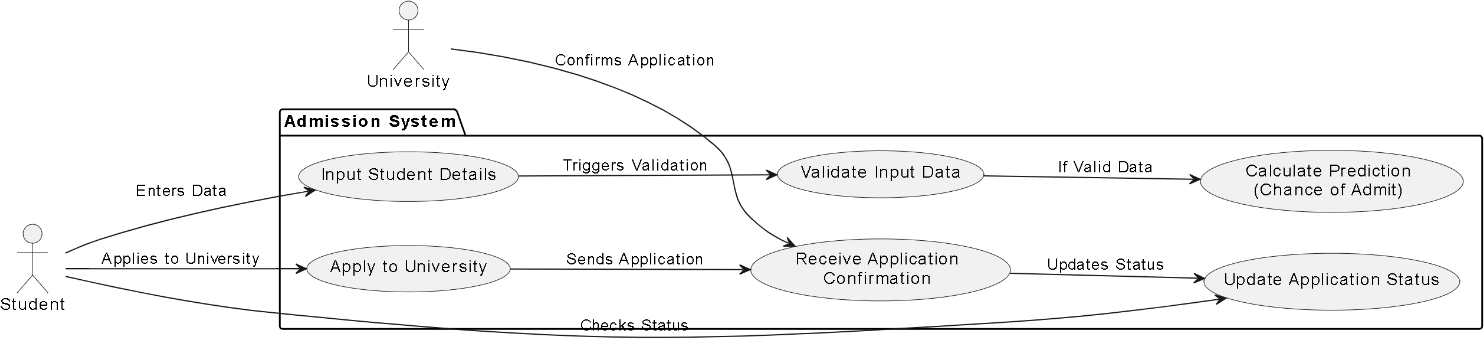 Confirms Application
University
Admission System
Triggers Validation
If Valid Data
Input Student Details
Validate Input Data
Calculate Prediction
(Chance of Admit)
Enters Data
Applies to University
Apply to University
Sends Application
Receive Application
Confirmation
Updates Status
Update Application Status
Student
Checks Status